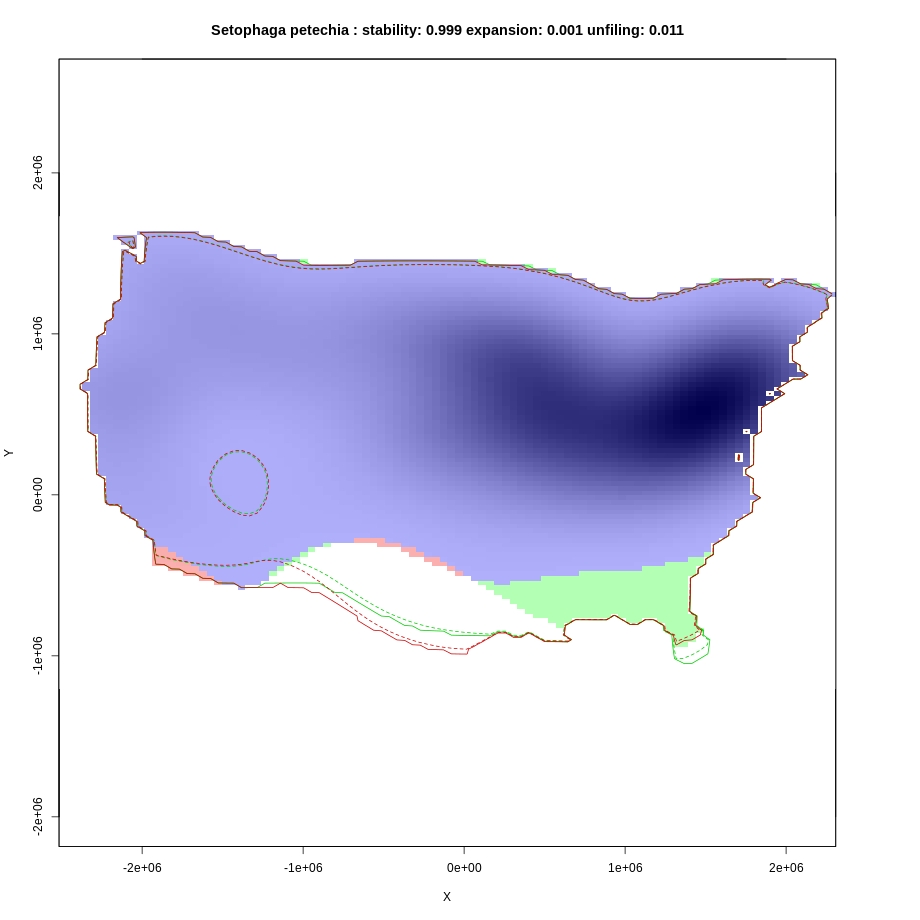 Setophaga petechia : stability: 0.999 expansion: 0.001 unfiling: 0.011
2e+06
1e+06
0e+00
-1e+06
-2e+06
Y
-2e+06 -1e+06 0e+00 1e+06 2e+06
X